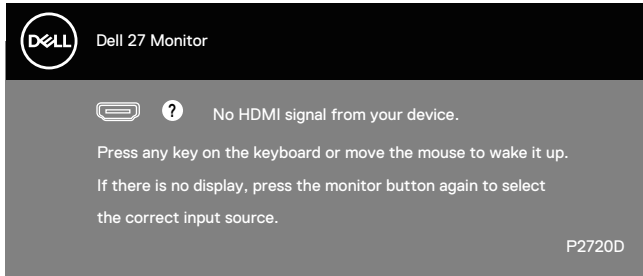 DELL
Dell 27 Monitor
? No HDMI signal from your device.
Press any key on the keyboard or move the mouse to wake it up.
If there is no display, press the monitor button again to select
the correct input source.
P2720D